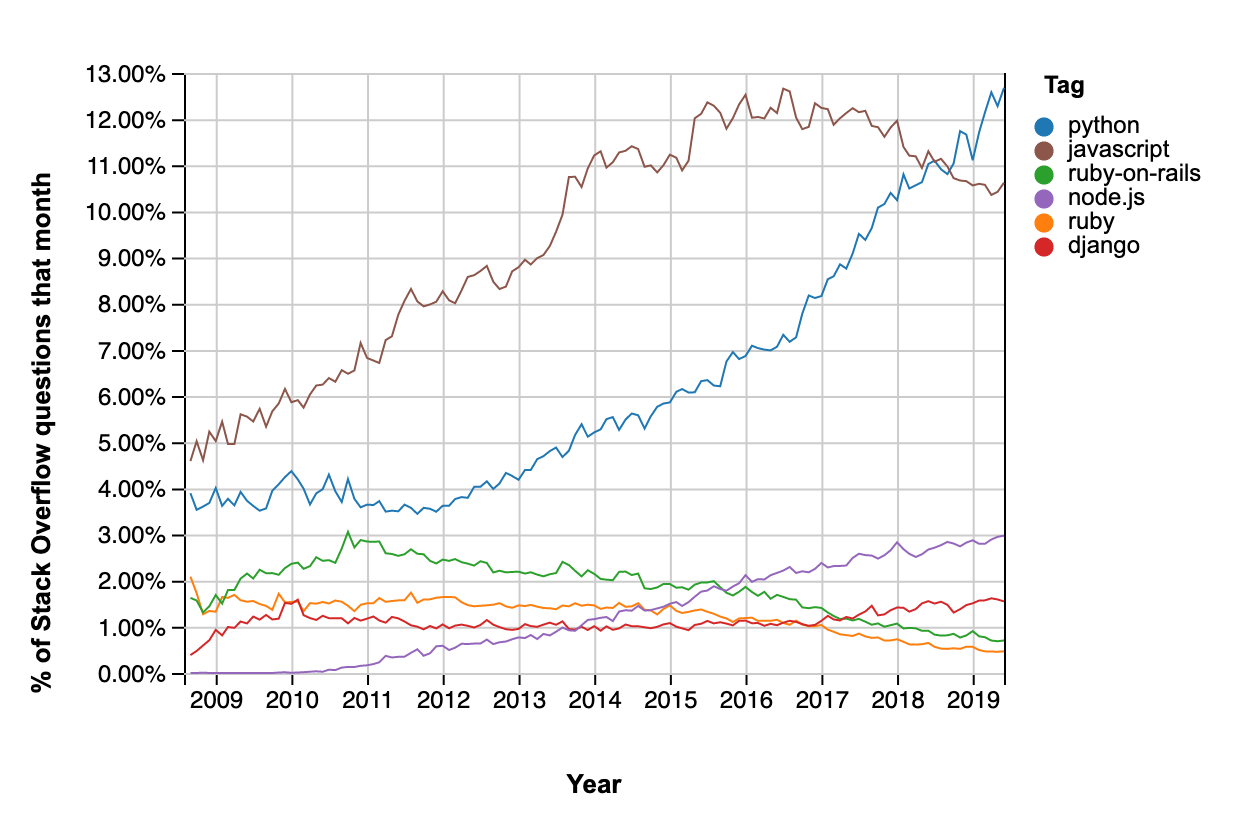 % of Stack Overflow questions that month
13.00%
12.00%
11.00%
10.00%
9.00%
8.00%
7.00%
6.00%
5.00%
4.00%
3.00%
2.00%
1.00%
0.00%
2009 2010 2011 2012 2013 2014 2015 2016 2017 2018 2019
Year
Tag
python
javascript
ruby-on-rails
node.js
ruby
django